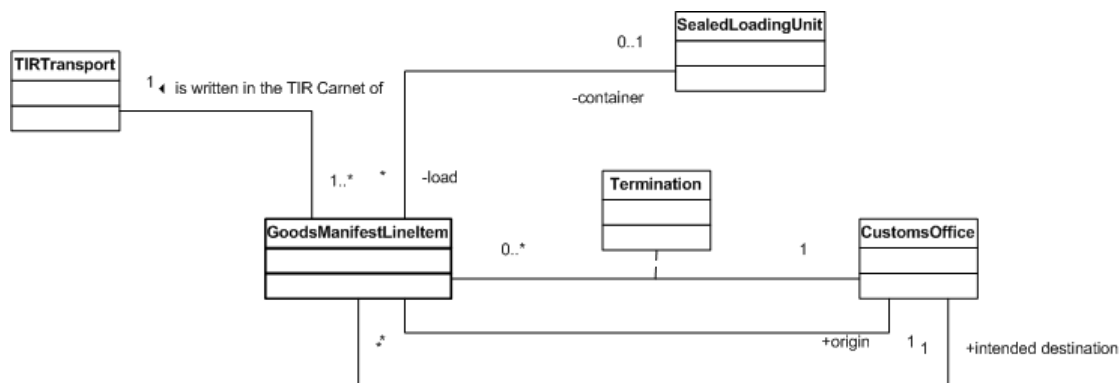 SealedLoadingUnit
0..1
TIRTransport
1
is written in the TIR Carnet of
-container
1..*
*
-load
Termination
GoodsManifestLineItem
0..*
1
CustomsOffice
*
*
+origin
1
1
+intended destination